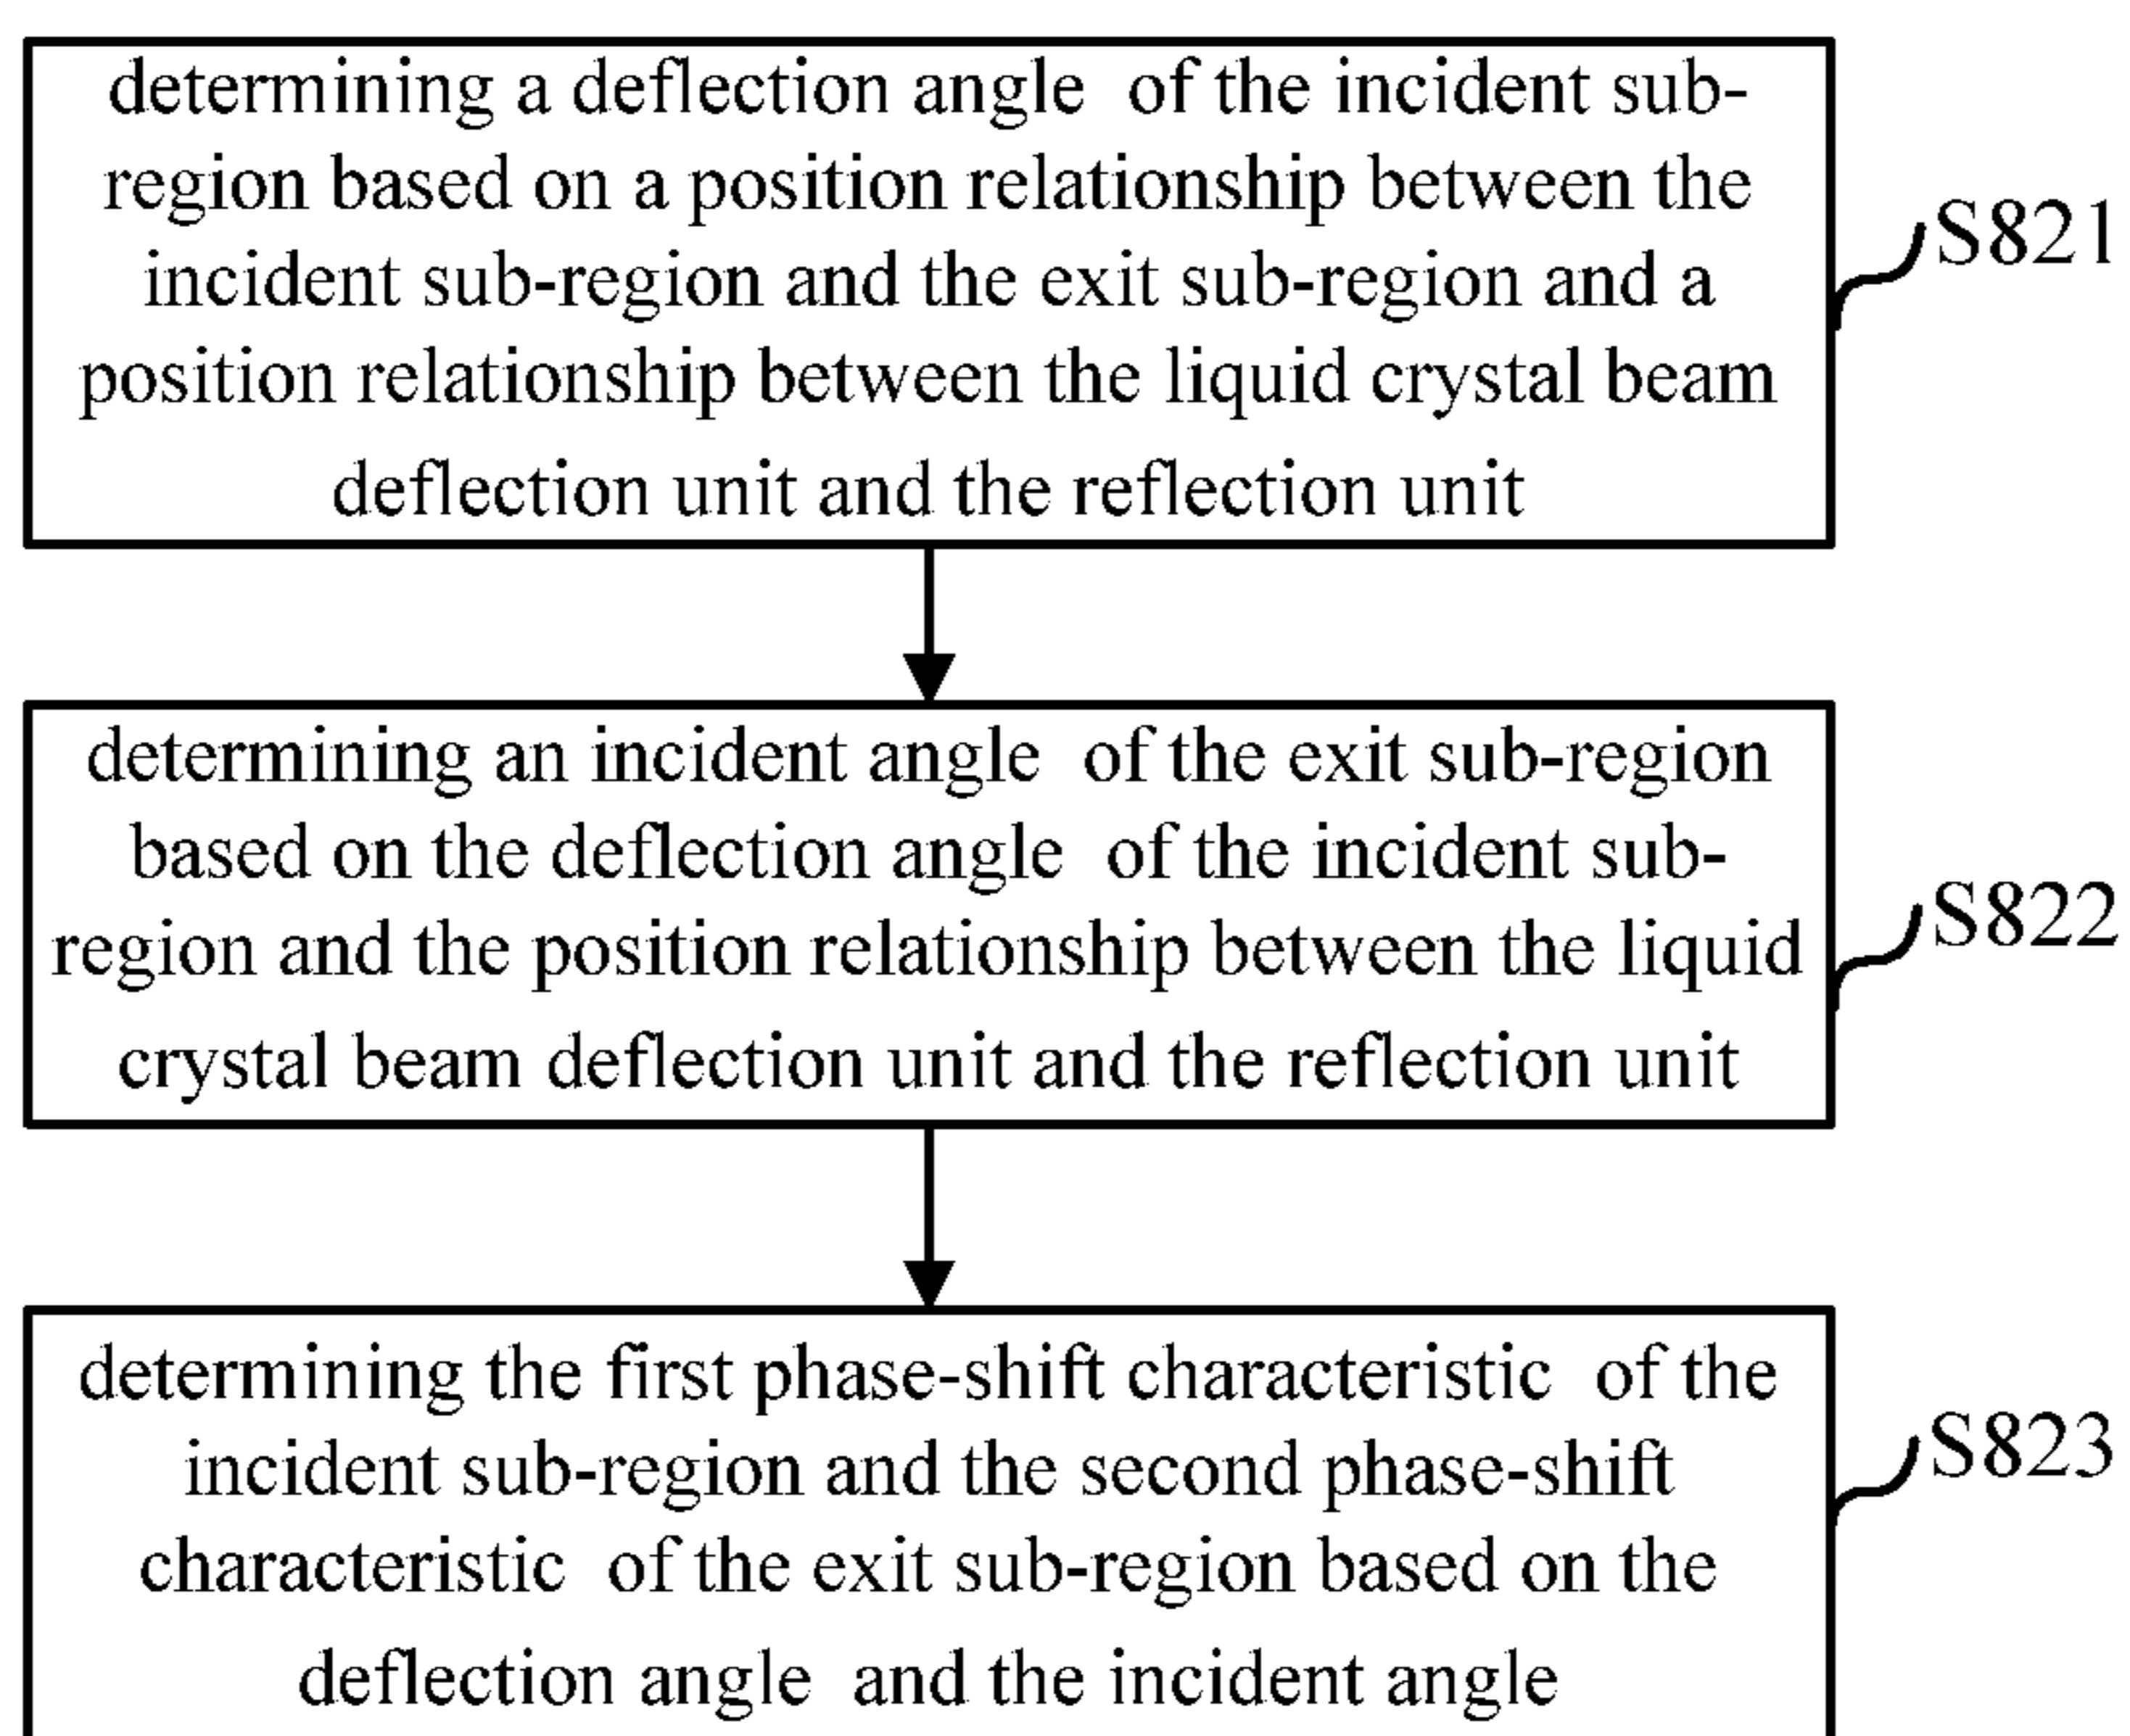 determining a deflection angle of the incident sub-
region based on a position relationship between the
incident sub-region and the exit sub-region and a
position relationship between the liquid crystal beam
deflection unit and the reflection unit
S821
determining an incident angle of the exit sub-region
based on the deflection angle of the incident sub-
region and the position relationship between the liquid
crystal beam deflection unit and the reflection unit
S822
determining the first phase-shift characteristic of the
incident sub-region and the second phase-shift
characteristic of the exit sub-region based on the
deflection angle and the incident angle
S823